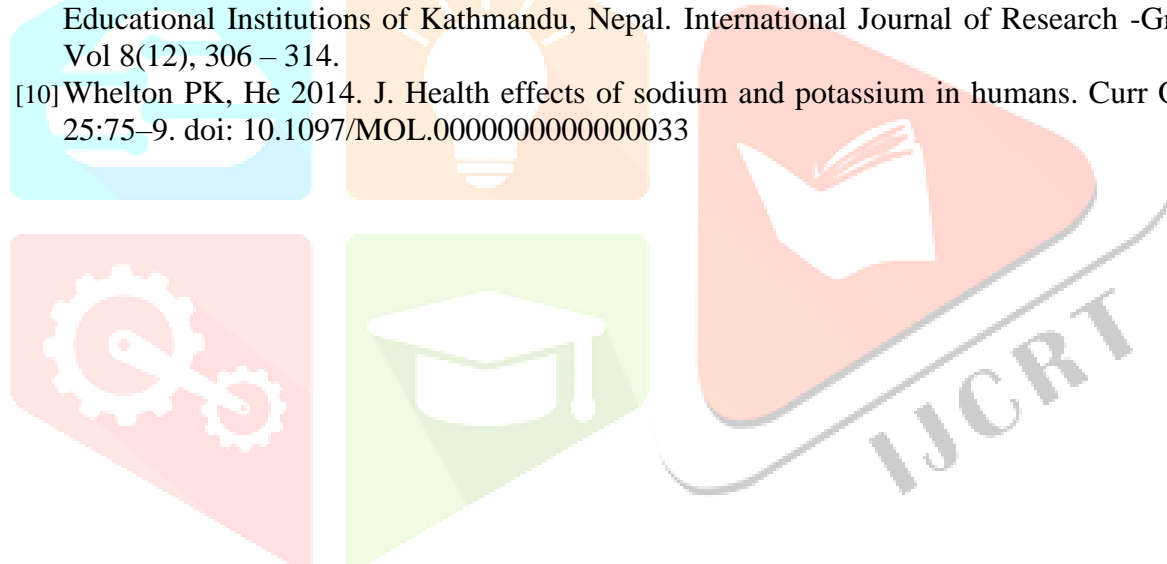 Educational Institutions of Kathmandu, Nepal. International Journal of Research -Gr
Vol 8(12), 306 – 314.
[10] Whelton PK, He 2014. J. Health effects of sodium and potassium in humans. Curr
25:75–9. doi: 10.1097/MOL.0000000000000033
IJCRT